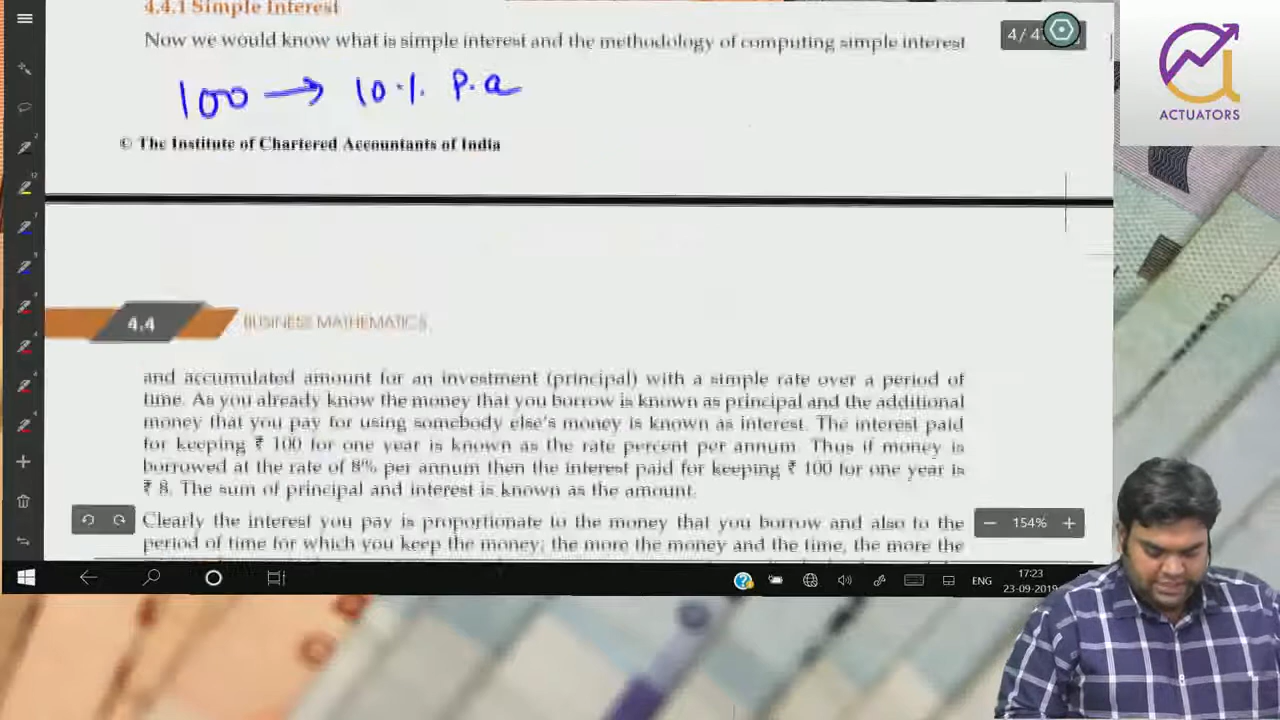 4.4.1 Simple Interest
Now we would know what is simple interest and the methodology of computing simple interest
4 / 4
100 → 10 % P.a
© The Institute of Chartered Accountants of India
ACTUATORS
4.4
BUSINESS MATHEMATICS
and accumulated amount for an investment (principal) with a simple rate over a period of
time. As you already know the money that you borrow is known as principal and the additional
money that you pay for using somebody else's money is known as interest. The interest paid
for keeping ₹ 100 for one year is known as the rate percent per annum. Thus if money is
borrowed at the rate of 8% per annum then the interest paid for keeping ₹ 100 for one year is
₹ 8. The sum of principal and interest is known as the amount.
Clearly the interest you pay is proportionate to the money that you borrow and also to the
period of time for which you keep the money; the more the money and the time, the more the
154%
ENG
17:23
23-09-2019